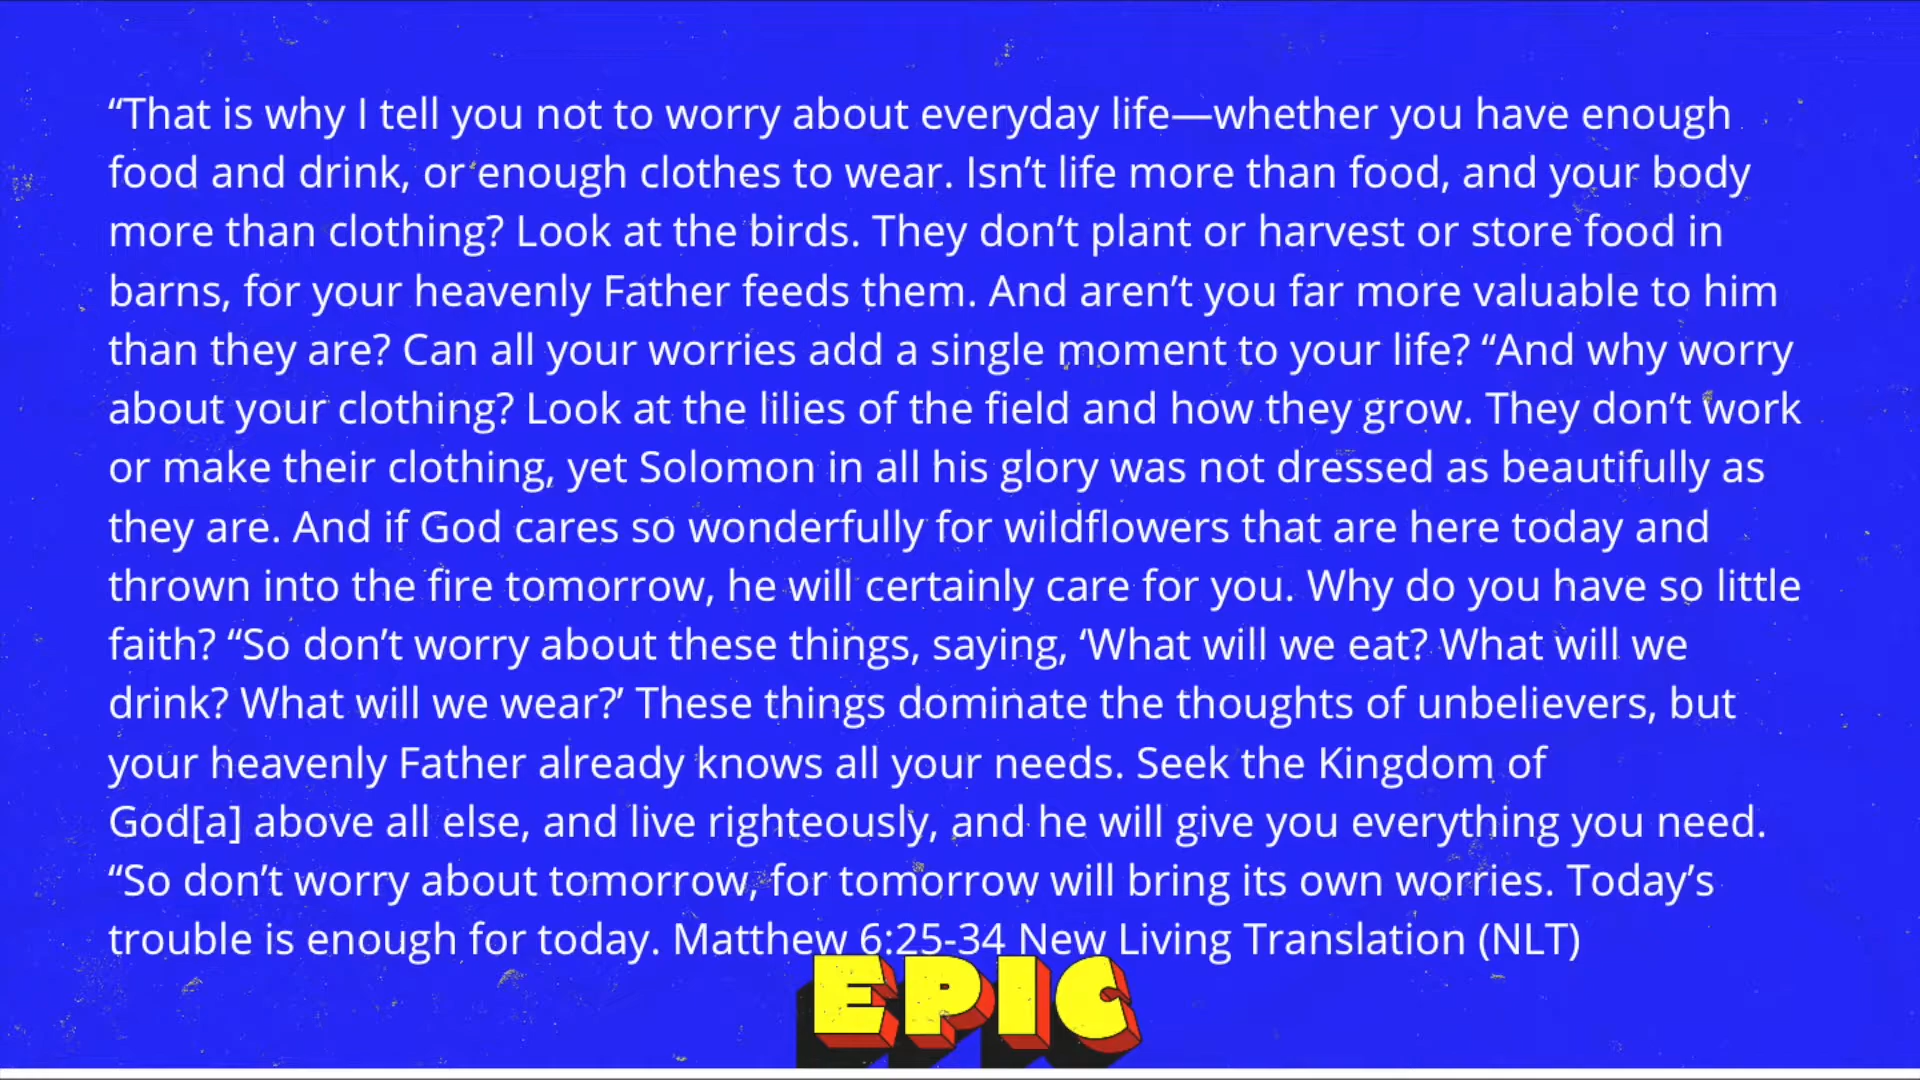 “That is why I tell you not to worry about everyday life—whether you have enough
food and drink, or enough clothes to wear. Isn’t life more than food, and your body
more than clothing? Look at the birds. They don’t plant or harvest or store food in
barns, for your heavenly Father feeds them. And aren’t you far more valuable to him
than they are? Can all your worries add a single moment to your life? “And why worry
about your clothing? Look at the lilies of the field and how they grow. They don’t work
or make their clothing, yet Solomon in all his glory was not dressed as beautifully as
they are. And if God cares so wonderfully for wildflowers that are here today and
thrown into the fire tomorrow, he will certainly care for you. Why do you have so little
faith? “So don’t worry about these things, saying, ‘What will we eat? What will we
drink? What will we wear?’ These things dominate the thoughts of unbelievers, but
your heavenly Father already knows all your needs. Seek the Kingdom of
God[a] above all else, and live righteously, and he will give you everything you need.
“So don’t worry about tomorrow, for tomorrow will bring its own worries. Today’s
trouble is enough for today. Matthew 6:25-34 New Living Translation (NLT)
EPIC